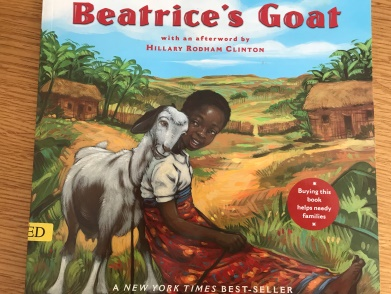 Beatrice's Goat
with an afterword by
HILLARY RODHAM CLINTON
Buying this
book
helps needy
families
ED
A NEW YORK TIMES BEST-SELLER